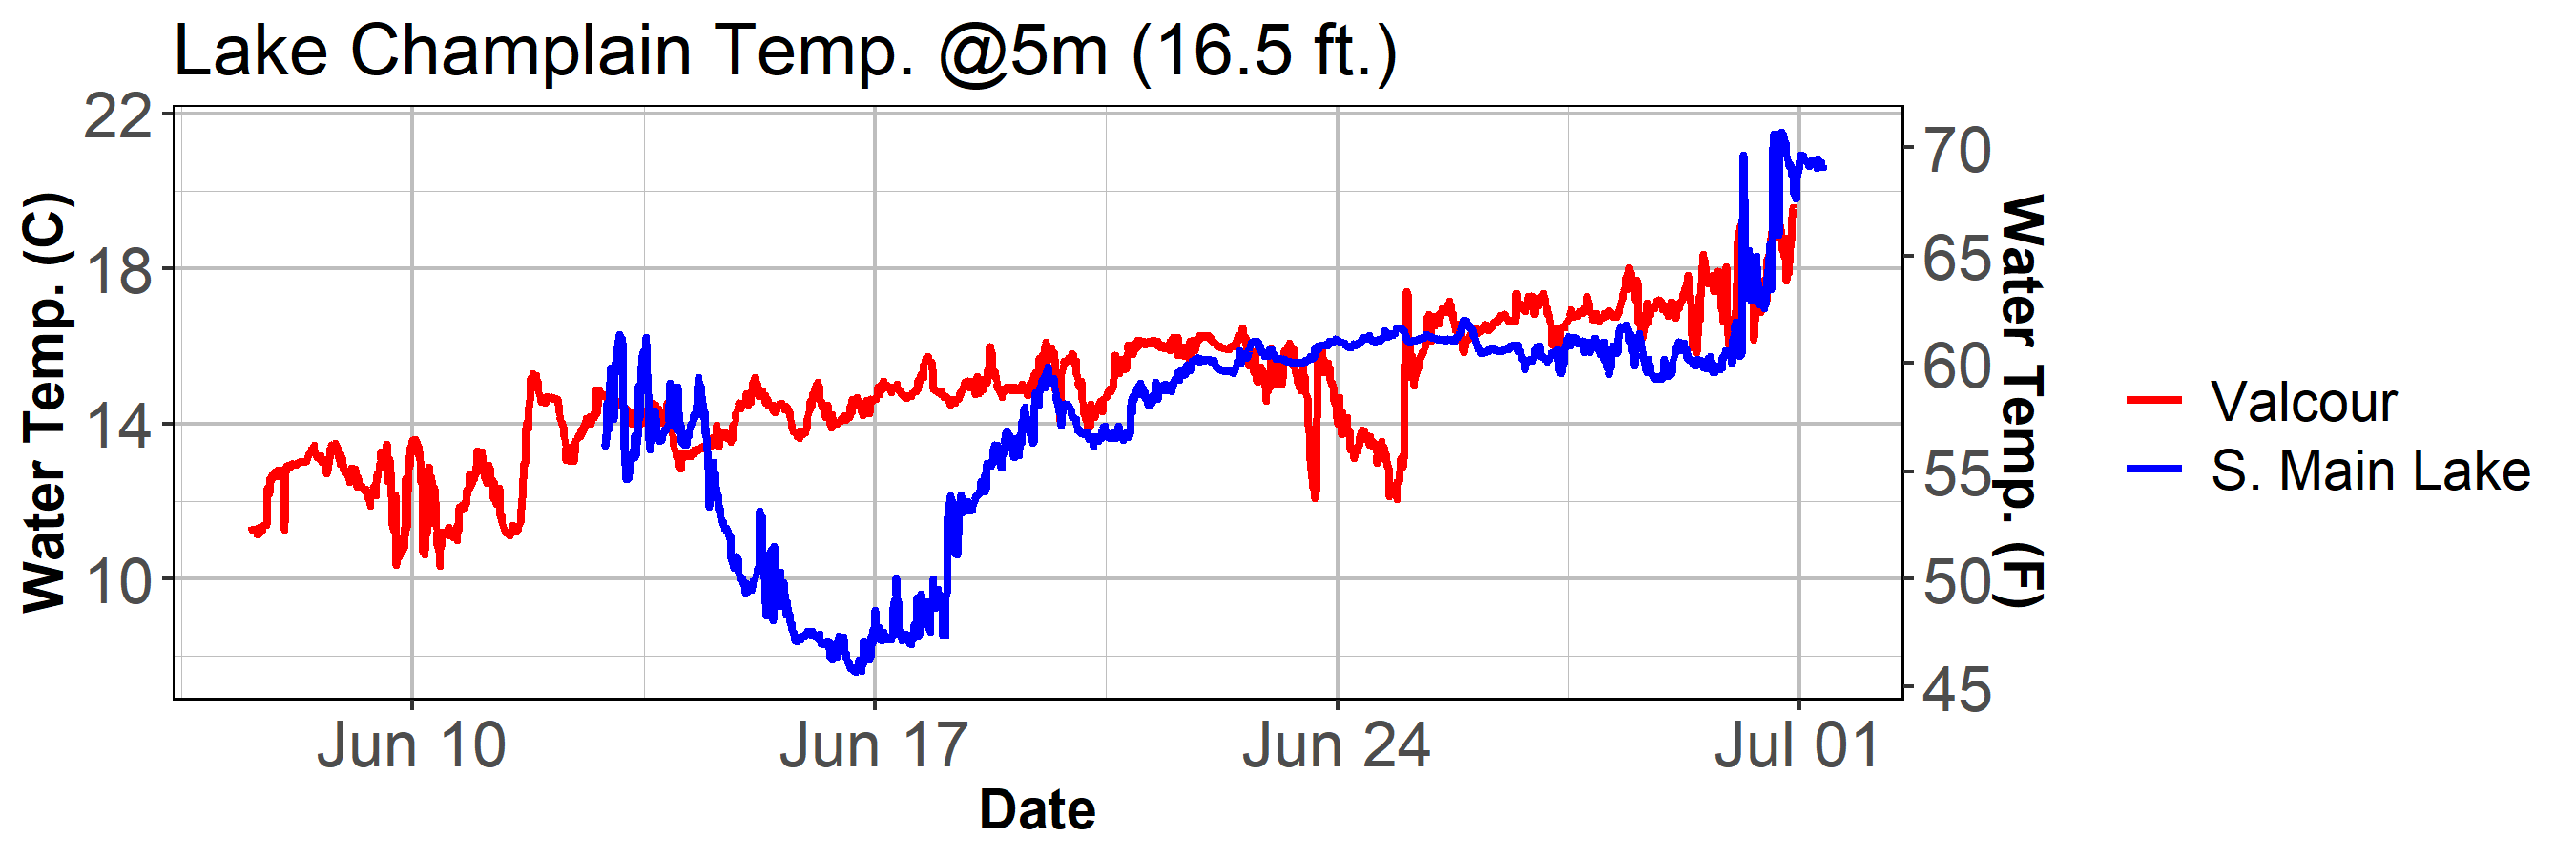 Lake Champlain Temp. @5m (16.5 ft.)
Water Temp. (C)
22
18
14
10
70
65
60
55
50
45
Water Temp. (F)
Jun 10
Jun 17
Jun 24
Jul 01
Date
Valcour
S. Main Lake